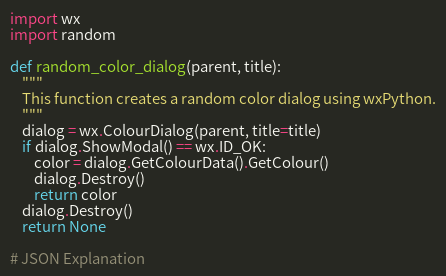 import wx
import random

def random_color_dialog(parent, title):
    """
    This function creates a random color dialog using wxPython.
    """
    dialog = wx.ColourDialog(parent, title=title)
    if dialog.ShowModal() == wx.ID_OK:
        color = dialog.GetColourData().GetColour()
        dialog.Destroy()
        return color
    dialog.Destroy()
    return None

# JSON Explanation